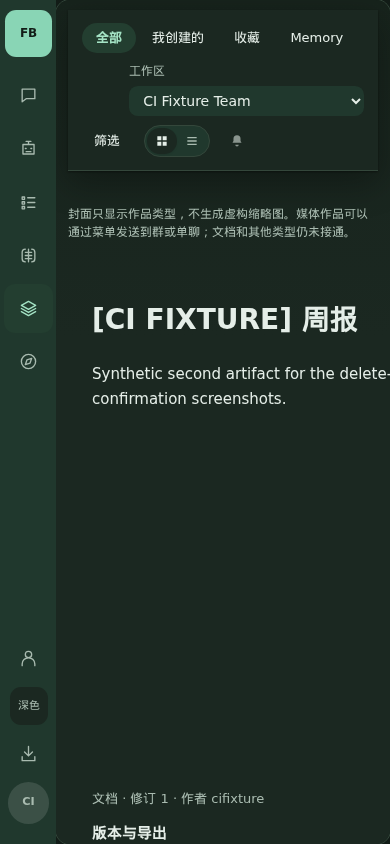 FB
全部 我创建的 收藏 Memory
工作区
CI Fixture Team
筛选
封面只显示作品类型，不生成虚构缩略图。媒体作品可以
通过菜单发送到群或单聊；文档和其他类型仍未接通。
[CI FIXTURE] 周报
Synthetic second artifact for the delete-
confirmation screenshots.
深色
CI
文档 · 修订 1 · 作者 cifixture
版本与导出